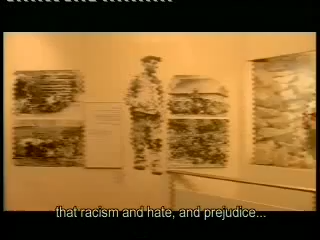 that racism and hate, and prejudice...